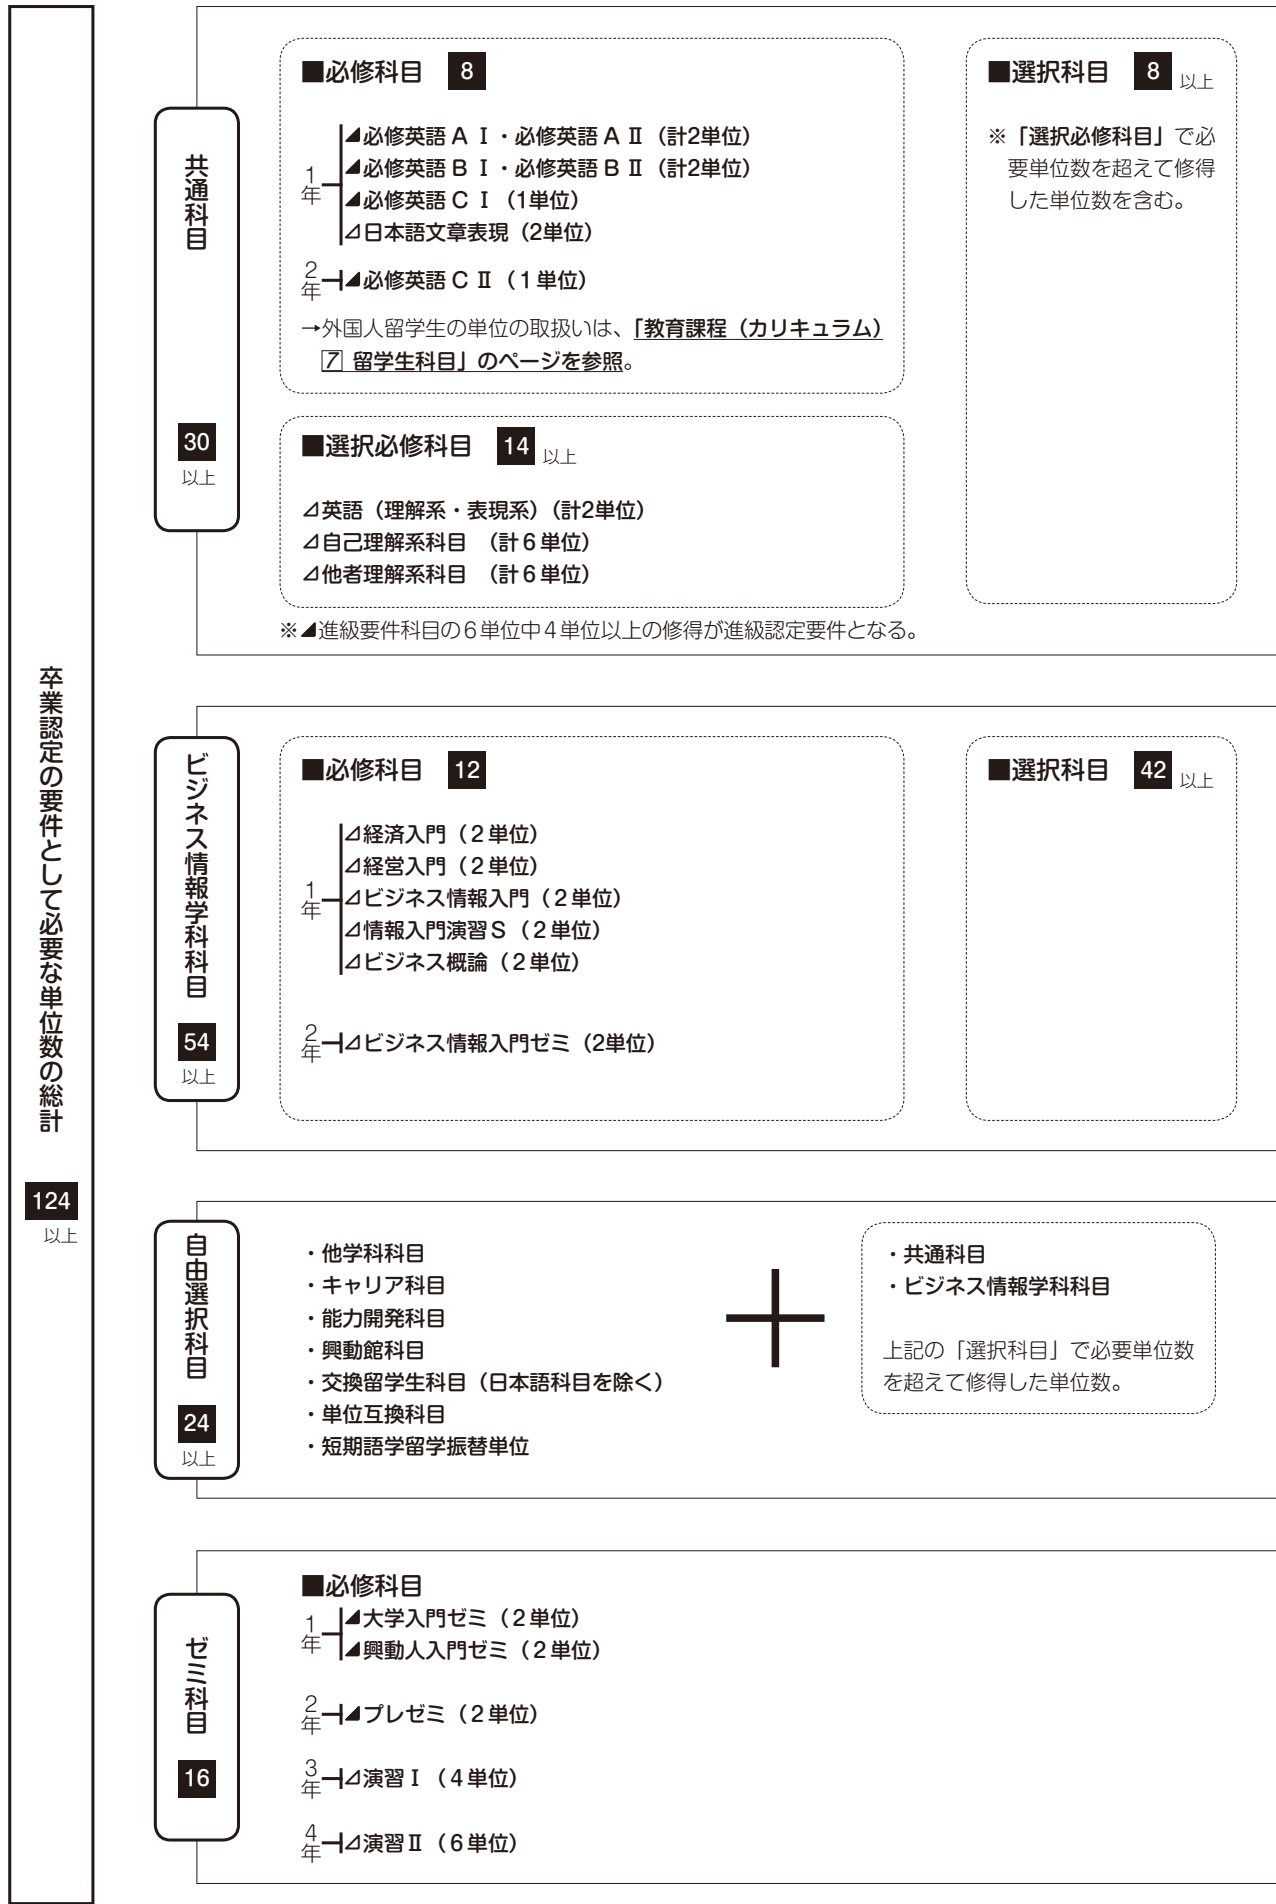 卒業認定の要件として必要な単位数の総計
124
以上
共通科目
30
以上
■必修科目 8
1年
◢必修英語AⅠ・必修英語AⅡ(計2単位)
◢必修英語BⅠ・必修英語BⅡ(計2単位)
◢必修英語CⅠ(1単位)
⊿日本語文章表現(2単位)
2年
◢必修英語CⅡ(1単位)
→外国人留学生の単位の取扱いは、「教育課程(カリキュラム)
7 留学生科目」のページを参照。
■選択必修科目 14 以上
⊿英語(理解系・表現系)(計2単位)
⊿自己理解系科目 (計6単位)
⊿他者理解系科目 (計6単位)
■選択科目 8 以上
※「選択必修科目」で必
要単位数を超えて修得
した単位数を含む。
※◢進級要件科目の6単位中4単位以上の修得が進級認定要件となる。
ビジネス情報学科科目
54
以上
■必修科目 12
1年
⊿経済入門(2単位)
⊿経営入門(2単位)
⊿ビジネス情報入門(2単位)
⊿情報入門演習S(2単位)
⊿ビジネス概論(2単位)
2年
⊿ビジネス情報入門ゼミ(2単位)
■選択科目 42 以上
自由選択科目
24
以上
・他学科科目
・キャリア科目
・能力開発科目
・興動館科目
・交換留学生科目(日本語科目を除く)
・単位互換科目
・短期語学留学振替単位
・共通科目
・ビジネス情報学科科目
上記の「選択科目」で必要単位数
を超えて修得した単位数。
ゼミ科目
16
■必修科目
1年
◢大学入門ゼミ(2単位)
◢興動人入門ゼミ(2単位)
2年
◢プレゼミ(2単位)
3年
⊿演習Ⅰ(4単位)
4年
⊿演習Ⅱ(6単位)